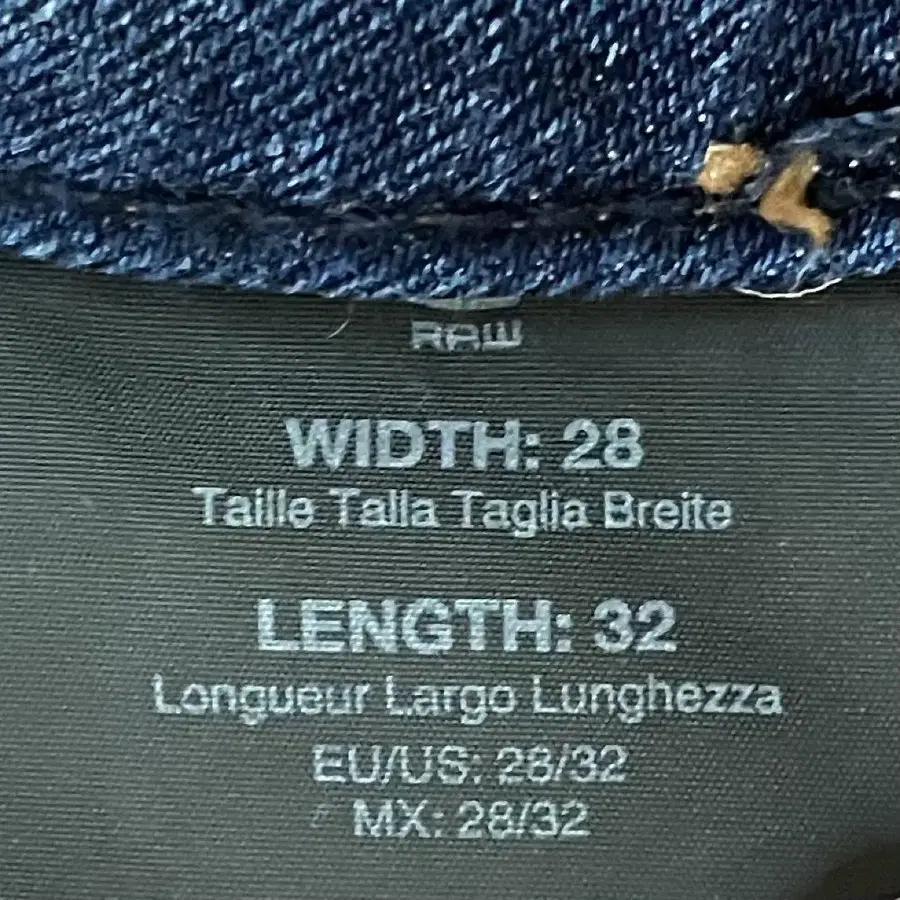 RAW
WIDTH: 28
Taille Talla Taglia Breite
LENGTH: 32
Longueur Largo Lunghezza
EU/US: 28/32
MX: 28/32